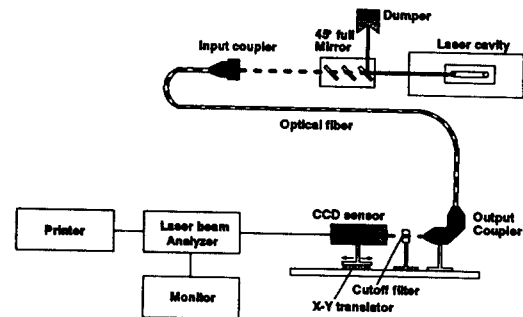 Dumper
45° full
Mirror
Input coupler
Laser cavity
Optical fiber
CCD sensor
Output
Coupler
Printer
Laser beam
Analyzer
Cutoff filter
X-Y translator
Monitor